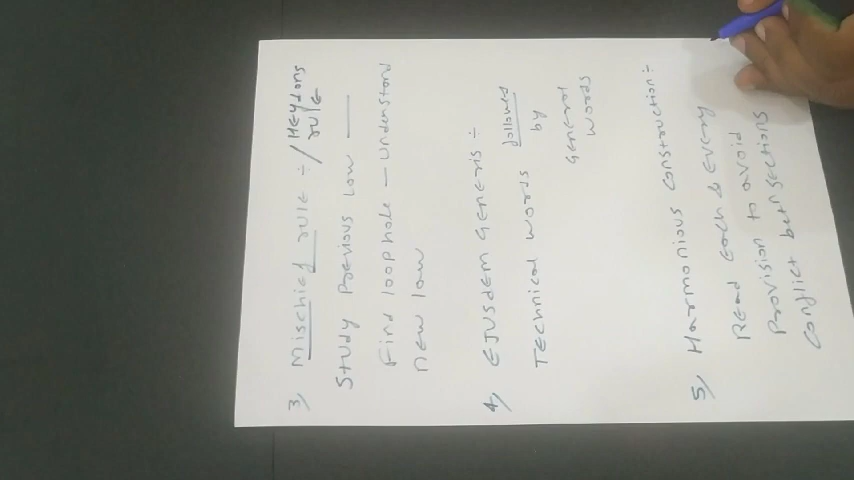 3) Mischief rule ÷ / HEYdons rule
Study Previous Law —
Find loophole — understand
new law
4) EJUSdEM GENEris ÷
TEchnical words followed by
GENEral words
5) Harmonious construction ÷
REad Each & EvEry
Provision to avoid
conflict betn sections